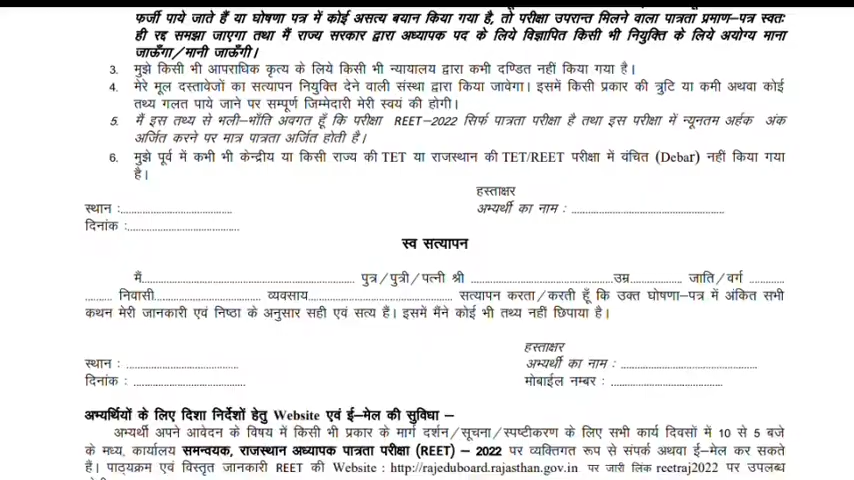 फर्जी पाये जाते हैं या घोषणा पत्र में कोई असत्य बयान किया गया है, तो परीक्षा उपरान्त मिलने वाला पात्रता प्रमाण–पत्र स्वतः
ही रद्द समझा जाएगा तथा मैं राज्य सरकार द्वारा अध्यापक पद के लिये विज्ञापित किसी भी नियुक्ति के लिये अयोग्य माना
जाऊँगा/मानी जाऊँगी।
3. मुझे किसी भी आपराधिक कृत्य के लिये किसी भी न्यायालय द्वारा कभी दण्डित नहीं किया गया है।
4. मेरे मूल दस्तावेजों का सत्यापन नियुक्ति देने वाली संस्था द्वारा किया जावेगा। इसमें किसी प्रकार की त्रुटि या कमी अथवा कोई
तथ्य गलत पाये जाने पर सम्पूर्ण जिम्मेदारी मेरी स्वयं की होगी।
5. मैं इस तथ्य से भली–भाँति अवगत हूँ कि परीक्षा REET–2022 सिर्फ पात्रता परीक्षा है तथा इस परीक्षा में न्यूनतम अर्हक अंक
अर्जित करने पर मात्र पात्रता अर्जित होती है।
6. मुझे पूर्व में कभी भी केन्द्रीय या किसी राज्य की TET या राजस्थान की TET/REET परीक्षा में वंचित (Debar) नहीं किया गया
है।
हस्ताक्षर
स्थान :........................................ अभ्यर्थी का नाम : ........................................................
दिनांक :........................................
स्व सत्यापन
मैं............................................................................ पुत्र/पुत्री/पत्नी श्री ...................................................उम्र................... जाति/वर्ग .............
.......... निवासी....................................... व्यवसाय..................................................... सत्यापन करता/करती हूँ कि उक्त घोषणा–पत्र में अंकित सभी
कथन मेरी जानकारी एवं निष्ठा के अनुसार सही एवं सत्य हैं। इसमें मैंने कोई भी तथ्य नहीं छिपाया है।
हस्ताक्षर
स्थान : ........................................ अभ्यर्थी का नाम : .................................................
दिनांक : ........................................ मोबाईल नम्बर : ........................................
अभ्यर्थियों के लिए दिशा निर्देशों हेतु Website एवं ई–मेल की सुविधा –
अभ्यर्थी अपने आवेदन के विषय में किसी भी प्रकार के मार्ग दर्शन/सूचना/स्पष्टीकरण के लिए सभी कार्य दिवसों में 10 से 5 बजे
के मध्य, कार्यालय समन्वयक, राजस्थान अध्यापक पात्रता परीक्षा (REET) – 2022 पर व्यक्तिगत रूप से संपर्क अथवा ई–मेल कर सकते
हैं। पाठ्यक्रम एवं विस्तृत जानकारी REET की Website : http://rajeduboard.rajasthan.gov.in पर जारी लिंक reetraj2022 पर उपलब्ध